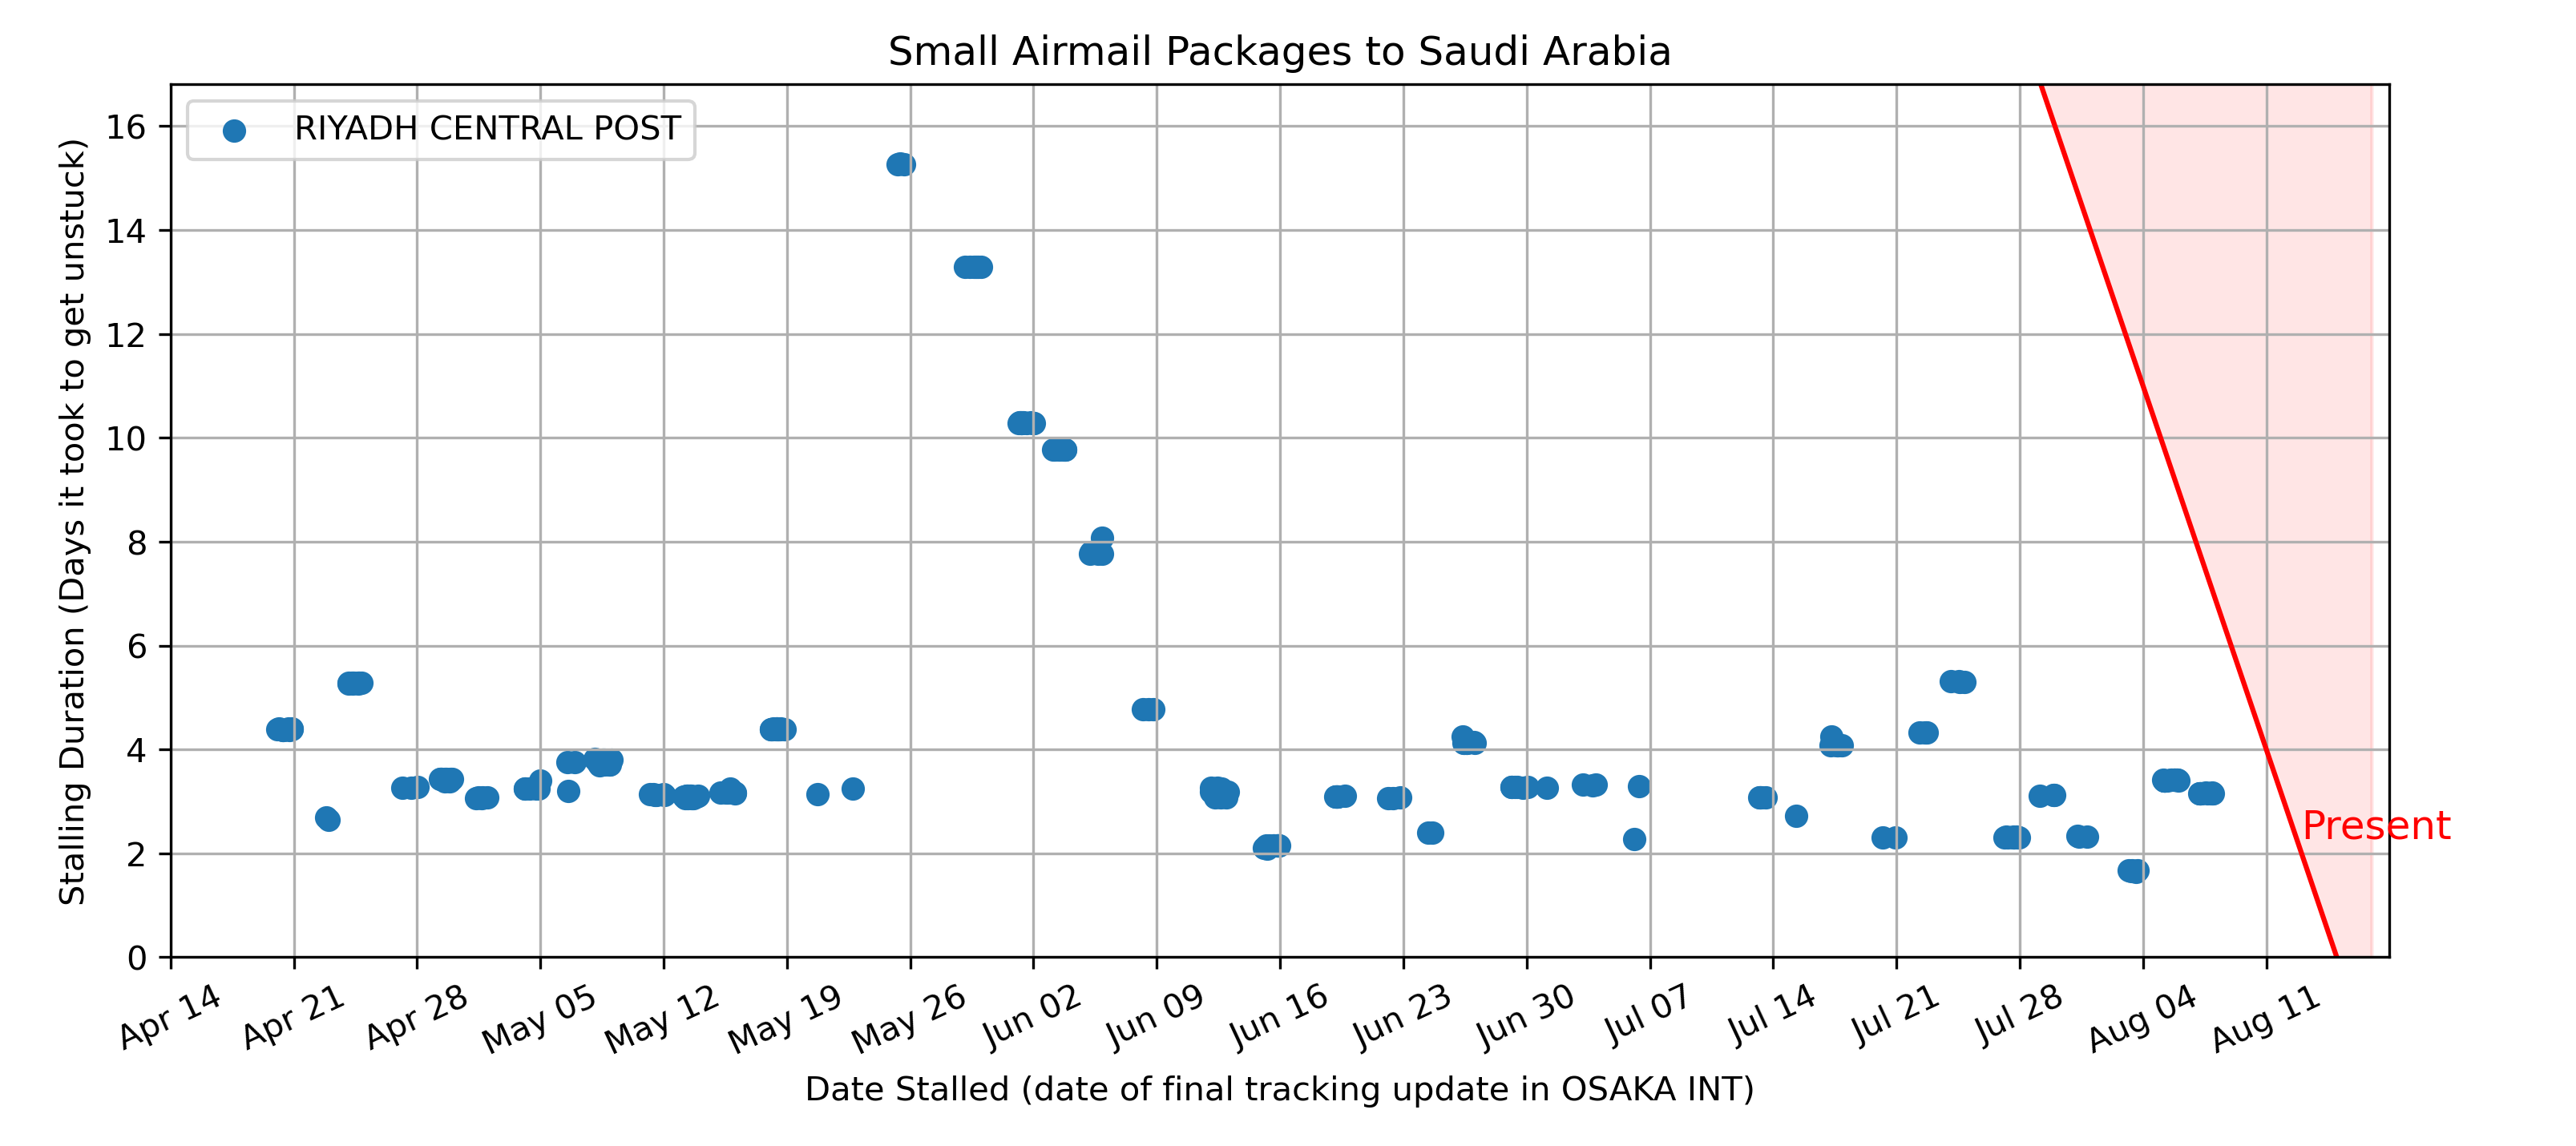 Small Airmail Packages to Saudi Arabia
RIYADH CENTRAL POST
Stalling Duration (Days it took to get unstuck)
16
14
12
10
8
6
4
2
0
Present
Apr 14
Apr 21
Apr 28
May 05
May 12
May 19
May 26
Jun 02
Jun 09
Jun 16
Jun 23
Jun 30
Jul 07
Jul 14
Jul 21
Jul 28
Aug 04
Aug 11
Date Stalled (date of final tracking update in OSAKA INT)